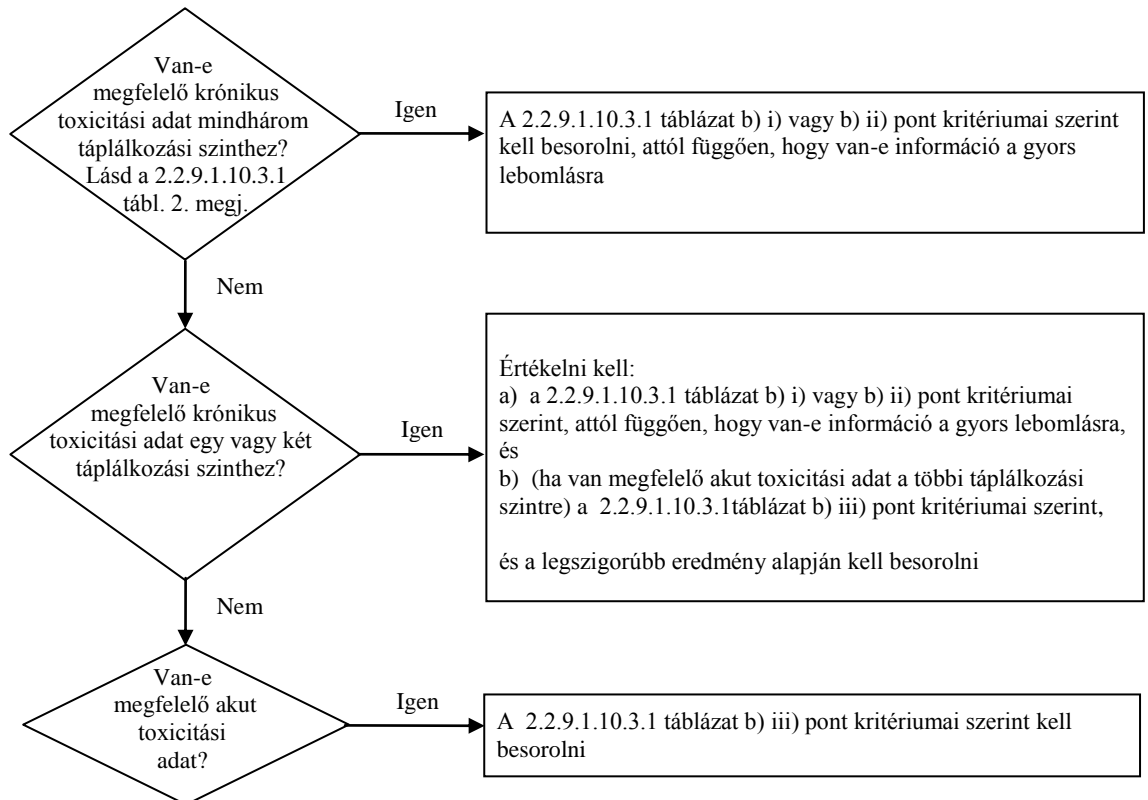 Van-e
megfelelő krónikus
toxicitási adat mindhárom
táplálkozási szinthez?
Lásd a 2.2.9.1.10.3.1
tábl. 2. megj.
Igen
A 2.2.9.1.10.3.1 táblázat b) i) vagy b) ii) pont kritériumai szerint
kell besorolni, attól függően, hogy van-e információ a gyors
lebomlásra
Nem
Van-e
megfelelő krónikus
toxicitási adat egy vagy két
táplálkozási szinthez?
Igen
Értékelni kell:
a) a 2.2.9.1.10.3.1 táblázat b) i) vagy b) ii) pont kritériumai
szerint, attól függően, hogy van-e információ a gyors lebomlásra,
és
b) (ha van megfelelő akut toxicitási adat a többi táplálkozási
szintre) a 2.2.9.1.10.3.1táblázat b) iii) pont kritériumai szerint,
és a legszigorúbb eredmény alapján kell besorolni
Nem
Van-e
megfelelő akut
toxicitási
adat?
Igen
A 2.2.9.1.10.3.1 táblázat b) iii) pont kritériumai szerint kell
besorolni